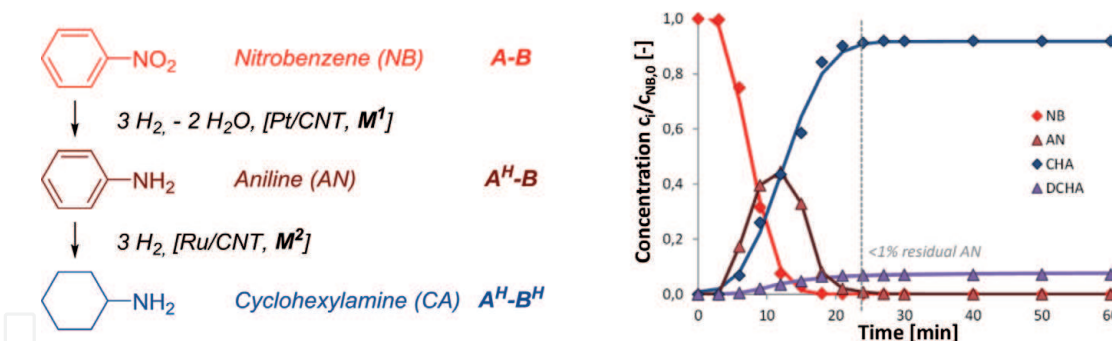 NO₂ Nitrobenzene (NB) A-B
3 H₂, - 2 H₂O, [Pt/CNT, M¹]
NH₂ Aniline (AN) Aᴴ-B
3 H₂, [Ru/CNT, M²]
NH₂ Cyclohexylamine (CA) Aᴴ-Bᴴ
Concentration cᵢ/c_NB,0 [-]
1,0
0,8
0,6
0,4
0,2
0,0
NB
AN
CHA
DCHA
<1% residual AN
0 10 20 30 40 50 60
Time [min]